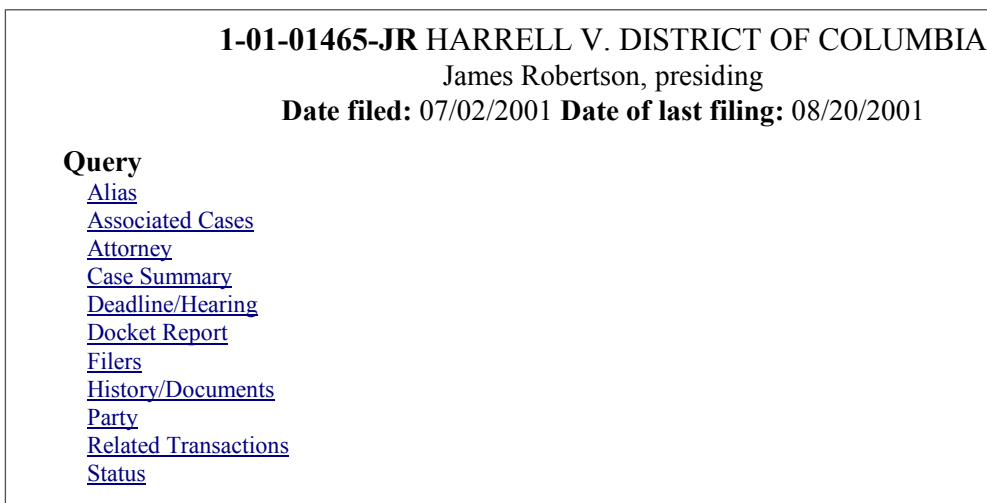 1-01-01465-JR HARRELL V. DISTRICT OF COLUMBIA
James Robertson, presiding
Date filed: 07/02/2001 Date of last filing: 08/20/2001
Query
Alias
Associated Cases
Attorney
Case Summary
Deadline/Hearing
Docket Report
Filers
History/Documents
Party
Related Transactions
Status